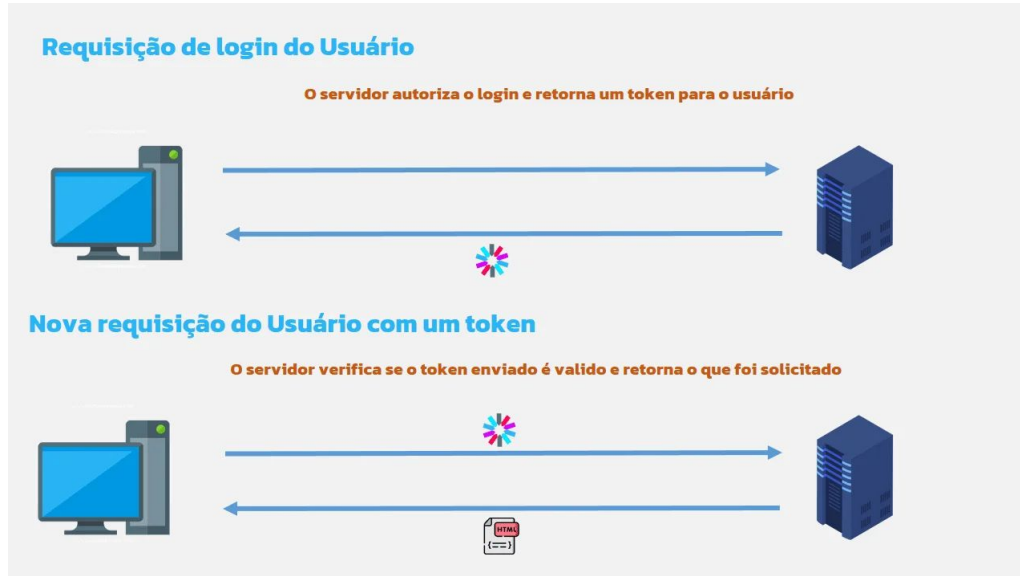 Requisição de login do Usuário
O servidor autoriza o login e retorna um token para o usuário
Nova requisição do Usuário com um token
O servidor verifica se o token enviado é valido e retorna o que foi solicitado
HTML
{==}